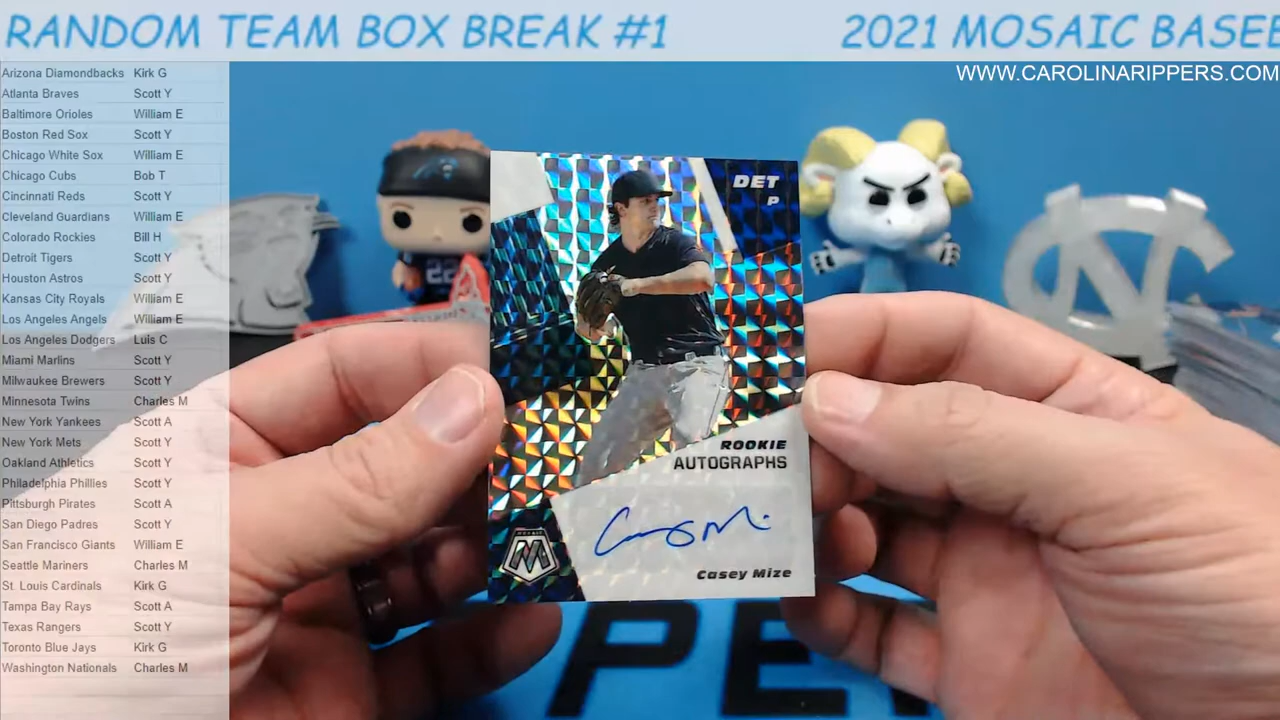 RANDOM TEAM BOX BREAK #1
2021 MOSAIC BASEB
WWW.CAROLINARIPPERS.COM
Arizona Diamondbacks Kirk G
Atlanta Braves Scott Y
Baltimore Orioles William E
Boston Red Sox Scott Y
Chicago White Sox William E
Chicago Cubs Bob T
Cincinnati Reds Scott Y
Cleveland Guardians William E
Colorado Rockies Bill H
Detroit Tigers Scott Y
Houston Astros Scott Y
Kansas City Royals William E
Los Angeles Angels William E
Los Angeles Dodgers Luis C
Miami Marlins Scott Y
Milwaukee Brewers Scott Y
Minnesota Twins Charles M
New York Yankees Scott A
New York Mets Scott Y
Oakland Athletics Scott Y
Philadelphia Phillies Scott Y
Pittsburgh Pirates Scott A
San Diego Padres Scott Y
San Francisco Giants William E
Seattle Mariners Charles M
St. Louis Cardinals Kirk G
Tampa Bay Rays Scott A
Texas Rangers Scott Y
Toronto Blue Jays Kirk G
Washington Nationals Charles M
DET
P
22
ROOKIE
AUTOGRAPHS
MOSAIC
Casey Mize
NC
PE